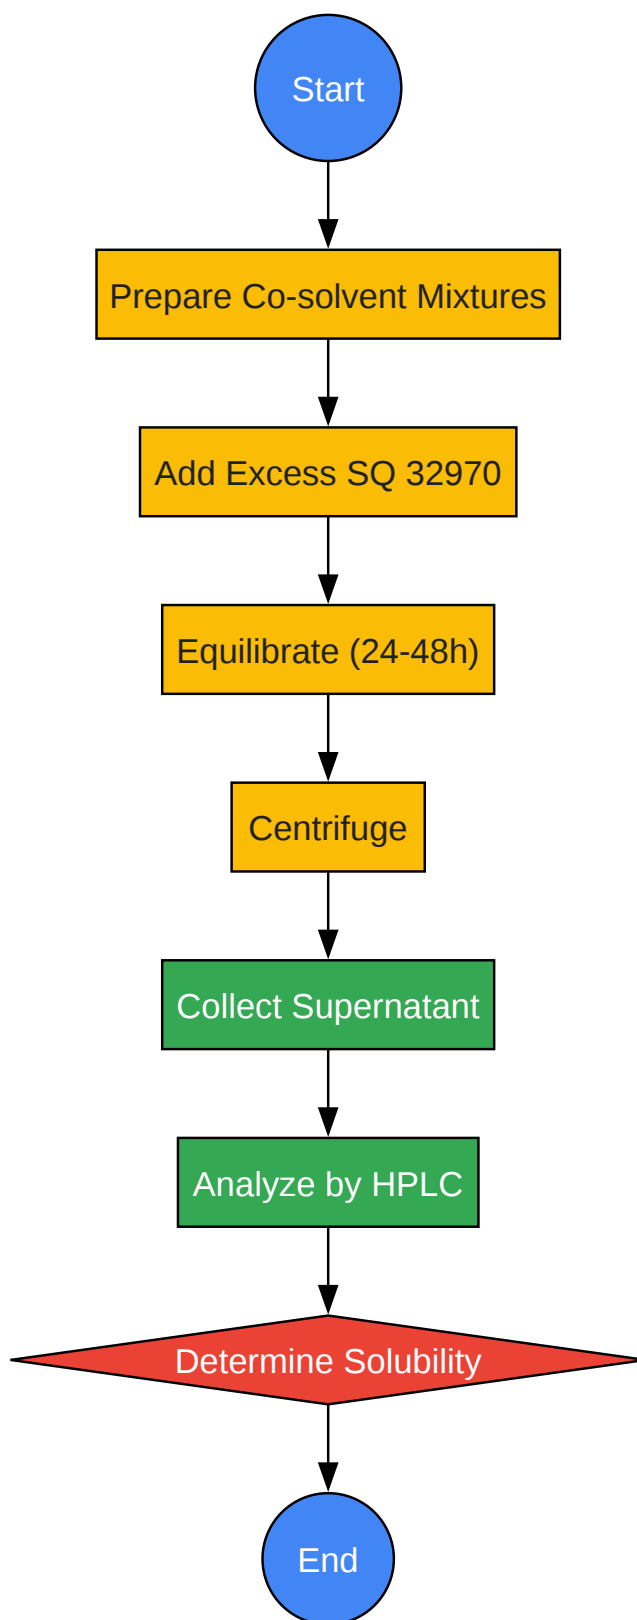 Start
Prepare Co-solvent Mixtures
Add Excess SQ 32970
Equilibrate (24-48h)
Centrifuge
Collect Supernatant
Analyze by HPLC
Determine Solubility
End